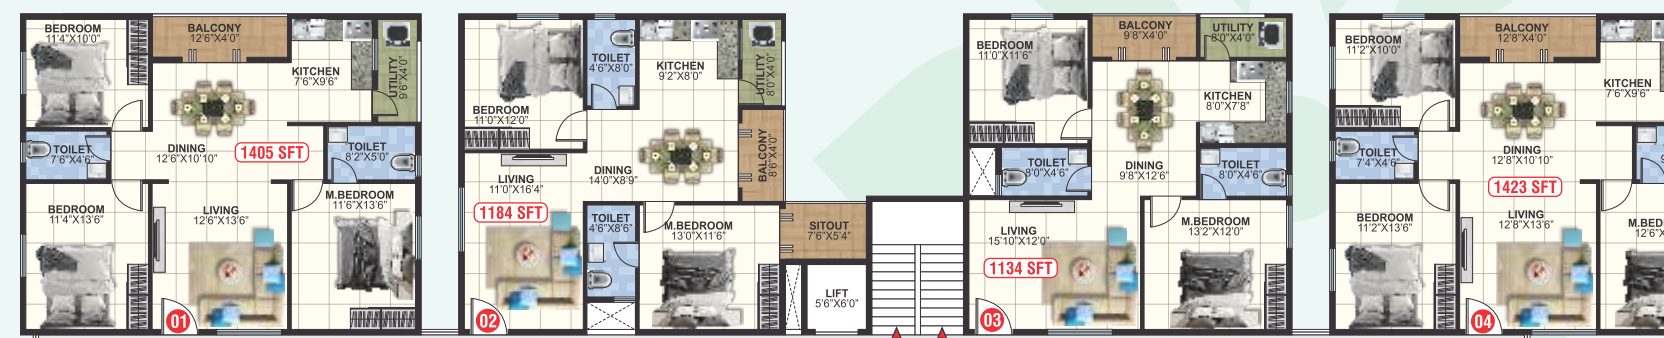 BEDROOM
11'4"X10'0"
BALCONY
12'6"X4'0"
KITCHEN
7'6"X9'6"
UTILITY
9'6"X4'0"
TOILET
7'6"X4'6"
DINING
12'6"X10'10"
1405 SFT
TOILET
8'2"X5'0"
BEDROOM
11'4"X13'6"
LIVING
12'6"X13'6"
M.BEDROOM
11'6"X13'6"
01
BEDROOM
11'0"X12'0"
TOILET
4'6"X8'0"
KITCHEN
9'2"X8'0"
UTILITY
8'0"X4'0"
LIVING
11'0"X16'4"
DINING
14'0"X8'9"
BALCONY
8'6"X4'0"
1184 SFT
TOILET
4'6"X8'6"
M.BEDROOM
13'0"X11'6"
02
SITOUT
7'6"X5'4"
LIFT
5'6"X6'0"
BEDROOM
11'0"X11'6"
BALCONY
9'8"X4'0"
UTILITY
8'0"X4'0"
KITCHEN
8'0"X7'8"
TOILET
8'0"X4'6"
DINING
9'8"X12'6"
TOILET
8'0"X4'6"
LIVING
15'10"X12'0"
M.BEDROOM
13'2"X12'0"
1134 SFT
03
BEDROOM
11'2"X10'0"
BALCONY
12'8"X4'0"
KITCHEN
7'6"X9'6"
TOILET
7'4"X4'6"
DINING
12'8"X10'10"
1423 SFT
BEDROOM
11'2"X13'6"
LIVING
12'8"X13'6"
M.BED
12'6"X
04